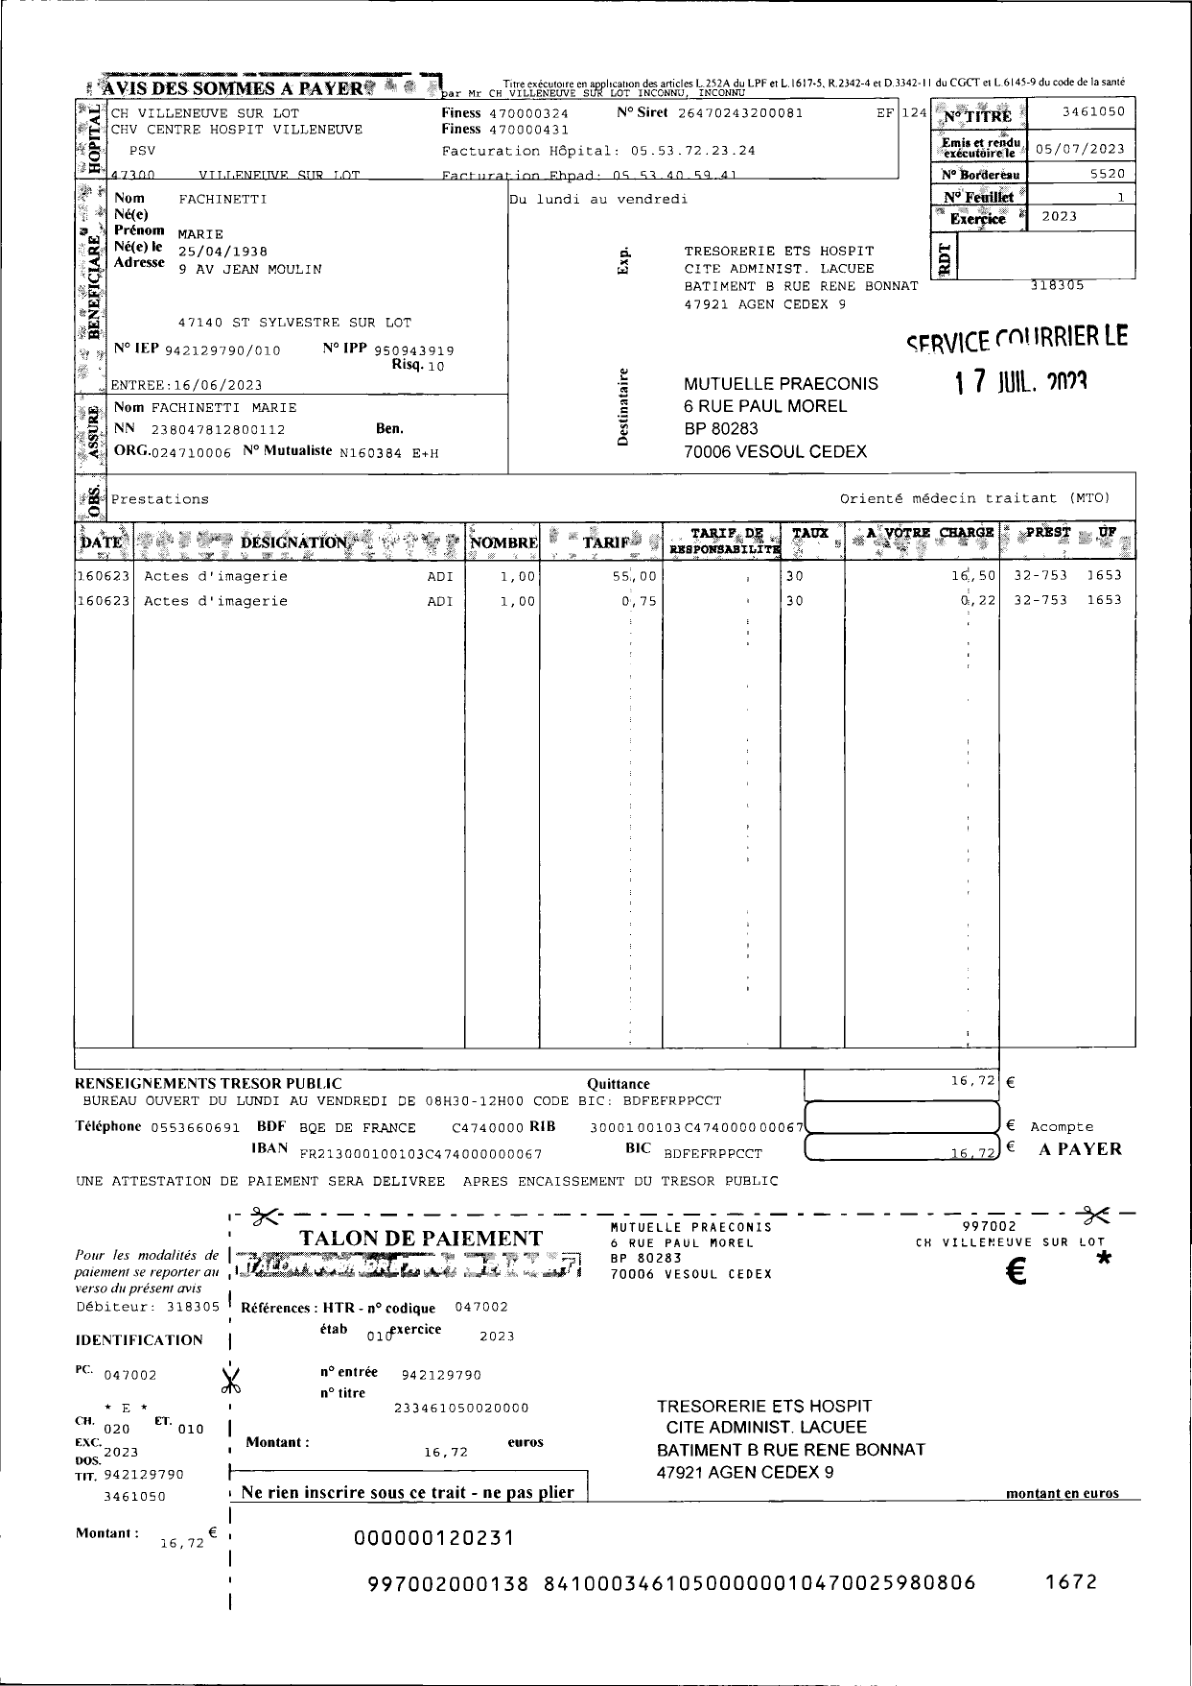 AVIS DES SOMMES A PAYER
Titre exécutoire en application des articles L.252A du LPF et L.1617-5, R.2342-4 et D.3342-11 du CGCT et L.6145-9 du code de la santé
par Mr CH VILLENEUVE SUR LOT INCONNU, INCONNU
HOPITAL
CH VILLENEUVE SUR LOT
CHV CENTRE HOSPIT VILLENEUVE
PSV
47300 VILLENEUVE SUR LOT
Finess 470000324 N° Siret 26470243200081 EF 124
Finess 470000431
Facturation Hôpital: 05.53.72.23.24
Facturation Ehpad: 05.53.40.59.41
Du lundi au vendredi
N° TITRE 3461050
Emis et rendu exécutoire le 05/07/2023
N° Bordereau 5520
N° Feuillet 1
Exercice 2023
RDT
318305
BENEFICIAIRE
Nom FACHINETTI
Né(e)
Prénom MARIE
Né(e) le 25/04/1938
Adresse 9 AV JEAN MOULIN
47140 ST SYLVESTRE SUR LOT
N° IEP 942129790/010 N° IPP 950943919
Risq. 10
ENTREE:16/06/2023
Exp.
TRESORERIE ETS HOSPIT
CITE ADMINIST. LACUEE
BATIMENT B RUE RENE BONNAT
47921 AGEN CEDEX 9
SERVICE COURRIER LE
17 JUIL. 2023
Destinataire
MUTUELLE PRAECONIS
6 RUE PAUL MOREL
BP 80283
70006 VESOUL CEDEX
ASSURE
Nom FACHINETTI MARIE
NN 238047812800112 Ben.
ORG.024710006 N° Mutualiste N160384 E+H
OBS.
Prestations Orienté médecin traitant (MTO)
DATE DÉSIGNATION NOMBRE TARIF TARIF DE RESPONSABILITE TAUX A VOTRE CHARGE PREST UF
160623 Actes d'imagerie ADI 1,00 55,00 , 30 16,50 32-753 1653
160623 Actes d'imagerie ADI 1,00 0,75 , 30 0,22 32-753 1653
RENSEIGNEMENTS TRESOR PUBLIC Quittance 16,72 €
BUREAU OUVERT DU LUNDI AU VENDREDI DE 08H30-12H00 CODE BIC: BDFEFRPPCCT
Téléphone 0553660691 BDF BQE DE FRANCE C4740000 RIB 3000100103C474000000067 € Acompte
IBAN FR213000100103C474000000067 BIC BDFEFRPPCCT 16,72 € A PAYER
UNE ATTESTATION DE PAIEMENT SERA DELIVREE APRES ENCAISSEMENT DU TRESOR PUBLIC
Pour les modalités de
paiement se reporter au
verso du présent avis
Débiteur: 318305
IDENTIFICATION
PC. 047002
* E *
CH. 020 ET. 010
EXC. 2023
DOS.
TIT. 942129790
3461050
Montant : 16,72 €
TALON DE PAIEMENT
MUTUELLE PRAECONIS
6 RUE PAUL MOREL
BP 80283
70006 VESOUL CEDEX
997002
CH VILLENEUVE SUR LOT
€ *
Références : HTR - n° codique 047002
étab 010 exercice 2023
n° entrée 942129790
n° titre
233461050020000
Montant : 16,72 euros
TRESORERIE ETS HOSPIT
CITE ADMINIST. LACUEE
BATIMENT B RUE RENE BONNAT
47921 AGEN CEDEX 9
Ne rien inscrire sous ce trait - ne pas plier montant en euros
000000120231
997002000138 84100034610500000010470025980806 1672